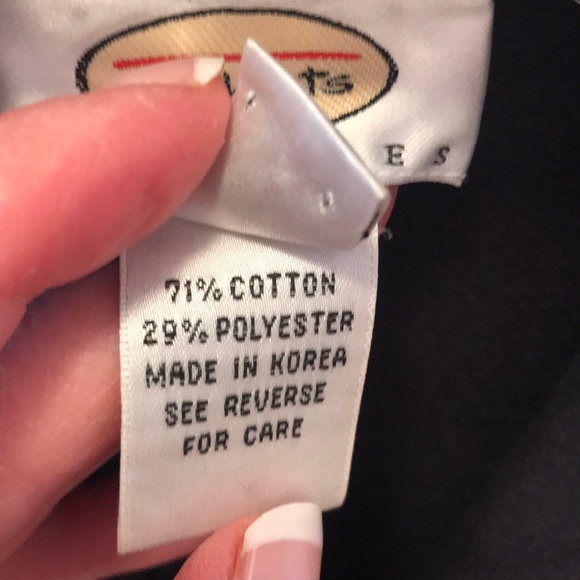 E S
71% COTTON
29% POLYESTER
MADE IN KOREA
SEE REVERSE
FOR CARE